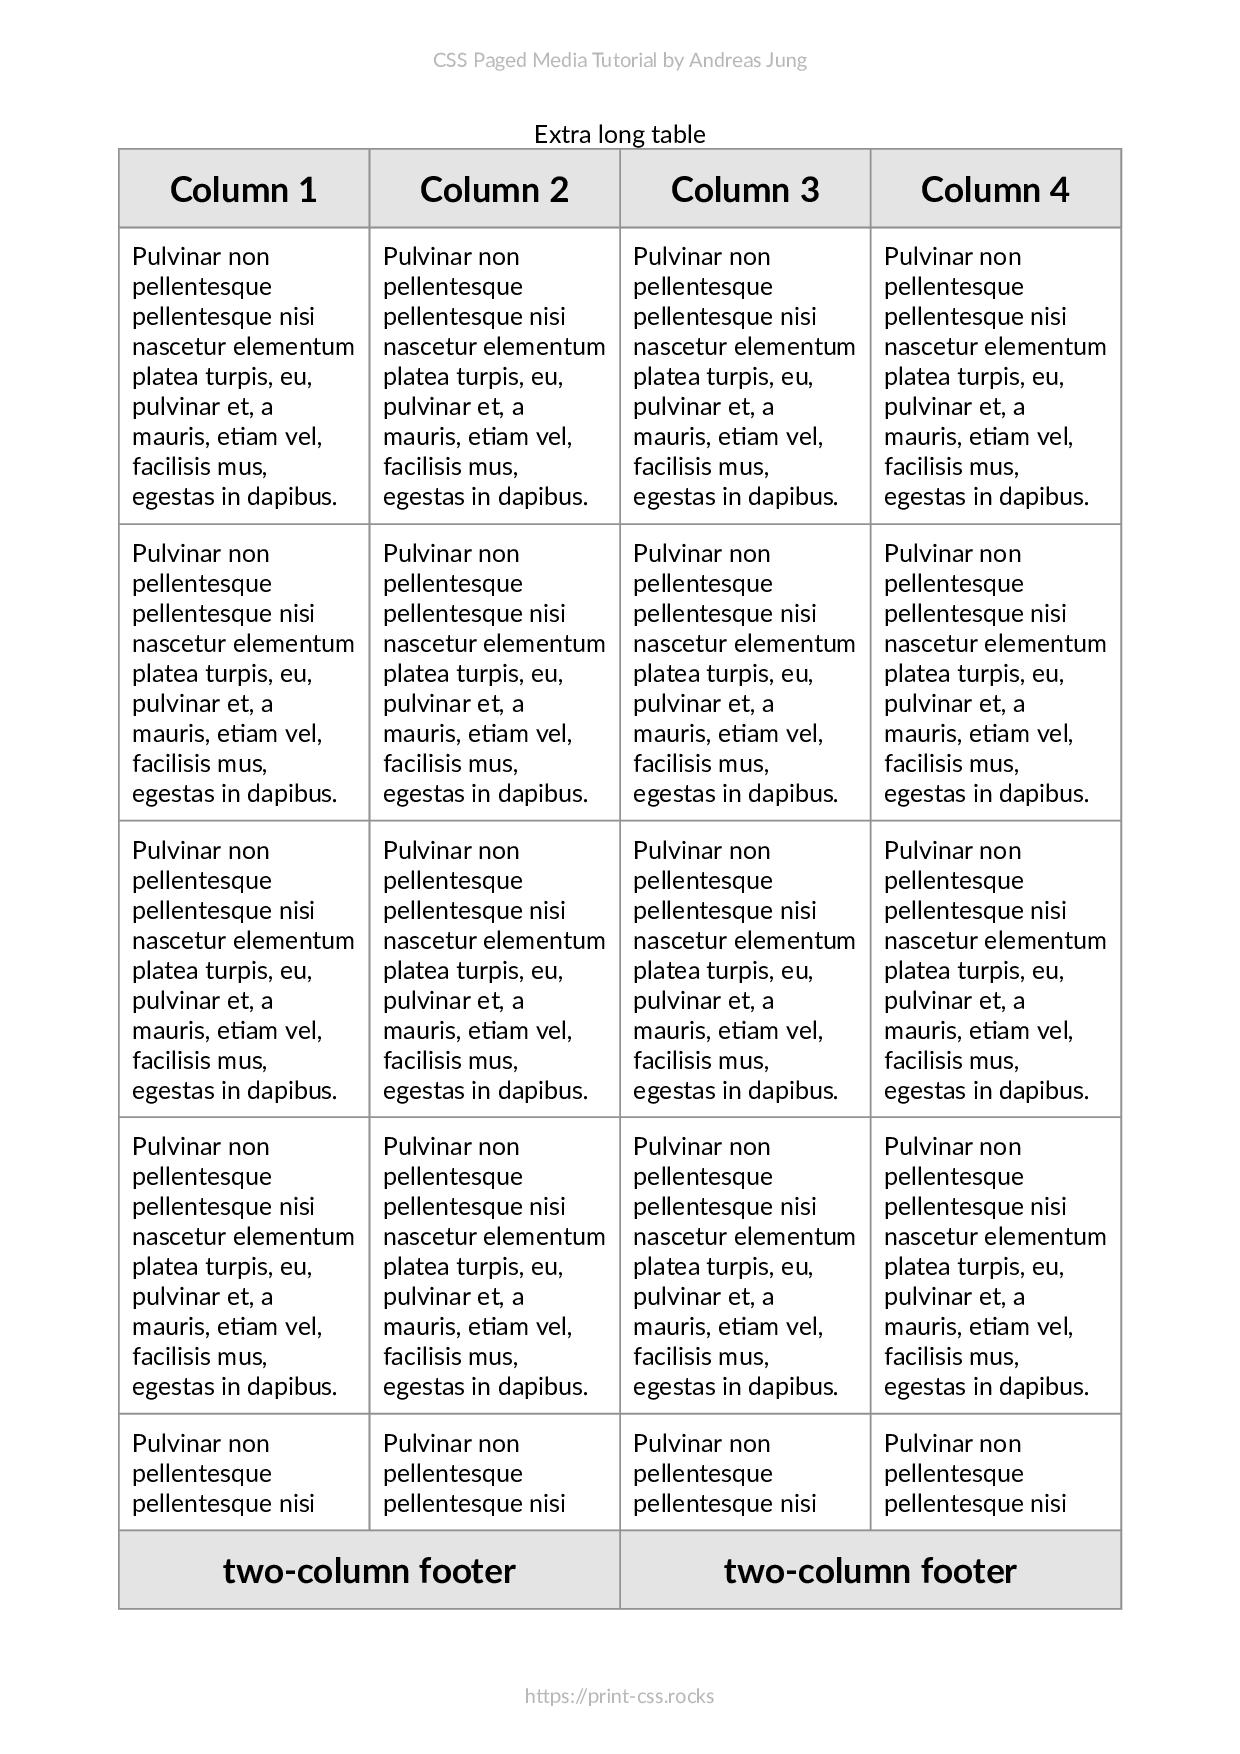 CSS Paged Media Tutorial by Andreas Jung
Extra long table
Column 1 Column 2 Column 3 Column 4
Pulvinar non Pulvinar non Pulvinar non Pulvinar non
pellentesque pellentesque pellentesque pellentesque
pellentesque nisi pellentesque nisi pellentesque nisi pellentesque nisi
nascetur elementum nascetur elementum nascetur elementum nascetur elementum
platea turpis, eu, platea turpis, eu, platea turpis, eu, platea turpis, eu,
pulvinar et, a pulvinar et, a pulvinar et, a pulvinar et, a
mauris, etiam vel, mauris, etiam vel, mauris, etiam vel, mauris, etiam vel,
facilisis mus, facilisis mus, facilisis mus, facilisis mus,
egestas in dapibus. egestas in dapibus. egestas in dapibus. egestas in dapibus.
Pulvinar non Pulvinar non Pulvinar non Pulvinar non
pellentesque pellentesque pellentesque pellentesque
pellentesque nisi pellentesque nisi pellentesque nisi pellentesque nisi
nascetur elementum nascetur elementum nascetur elementum nascetur elementum
platea turpis, eu, platea turpis, eu, platea turpis, eu, platea turpis, eu,
pulvinar et, a pulvinar et, a pulvinar et, a pulvinar et, a
mauris, etiam vel, mauris, etiam vel, mauris, etiam vel, mauris, etiam vel,
facilisis mus, facilisis mus, facilisis mus, facilisis mus,
egestas in dapibus. egestas in dapibus. egestas in dapibus. egestas in dapibus.
Pulvinar non Pulvinar non Pulvinar non Pulvinar non
pellentesque pellentesque pellentesque pellentesque
pellentesque nisi pellentesque nisi pellentesque nisi pellentesque nisi
nascetur elementum nascetur elementum nascetur elementum nascetur elementum
platea turpis, eu, platea turpis, eu, platea turpis, eu, platea turpis, eu,
pulvinar et, a pulvinar et, a pulvinar et, a pulvinar et, a
mauris, etiam vel, mauris, etiam vel, mauris, etiam vel, mauris, etiam vel,
facilisis mus, facilisis mus, facilisis mus, facilisis mus,
egestas in dapibus. egestas in dapibus. egestas in dapibus. egestas in dapibus.
Pulvinar non Pulvinar non Pulvinar non Pulvinar non
pellentesque pellentesque pellentesque pellentesque
pellentesque nisi pellentesque nisi pellentesque nisi pellentesque nisi
nascetur elementum nascetur elementum nascetur elementum nascetur elementum
platea turpis, eu, platea turpis, eu, platea turpis, eu, platea turpis, eu,
pulvinar et, a pulvinar et, a pulvinar et, a pulvinar et, a
mauris, etiam vel, mauris, etiam vel, mauris, etiam vel, mauris, etiam vel,
facilisis mus, facilisis mus, facilisis mus, facilisis mus,
egestas in dapibus. egestas in dapibus. egestas in dapibus. egestas in dapibus.
Pulvinar non Pulvinar non Pulvinar non Pulvinar non
pellentesque pellentesque pellentesque pellentesque
pellentesque nisi pellentesque nisi pellentesque nisi pellentesque nisi
two-column footer two-column footer
https://print-css.rocks